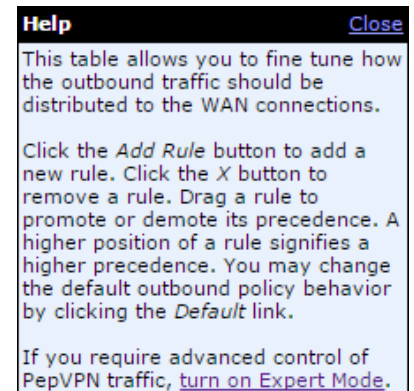 Help Close
This table allows you to fine tune how
the outbound traffic should be
distributed to the WAN connections.
Click the Add Rule button to add a
new rule. Click the X button to
remove a rule. Drag a rule to
promote or demote its precedence. A
higher position of a rule signifies a
higher precedence. You may change
the default outbound policy behavior
by clicking the Default link.
If you require advanced control of
PepVPN traffic, turn on Expert Mode.